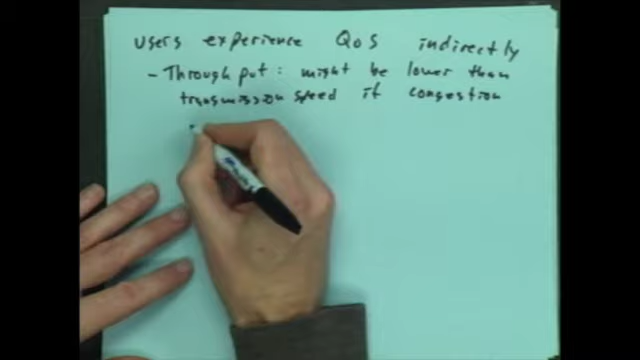 users experience QoS indirectly
- Throughput: might be lower than
transmission speed if congestion